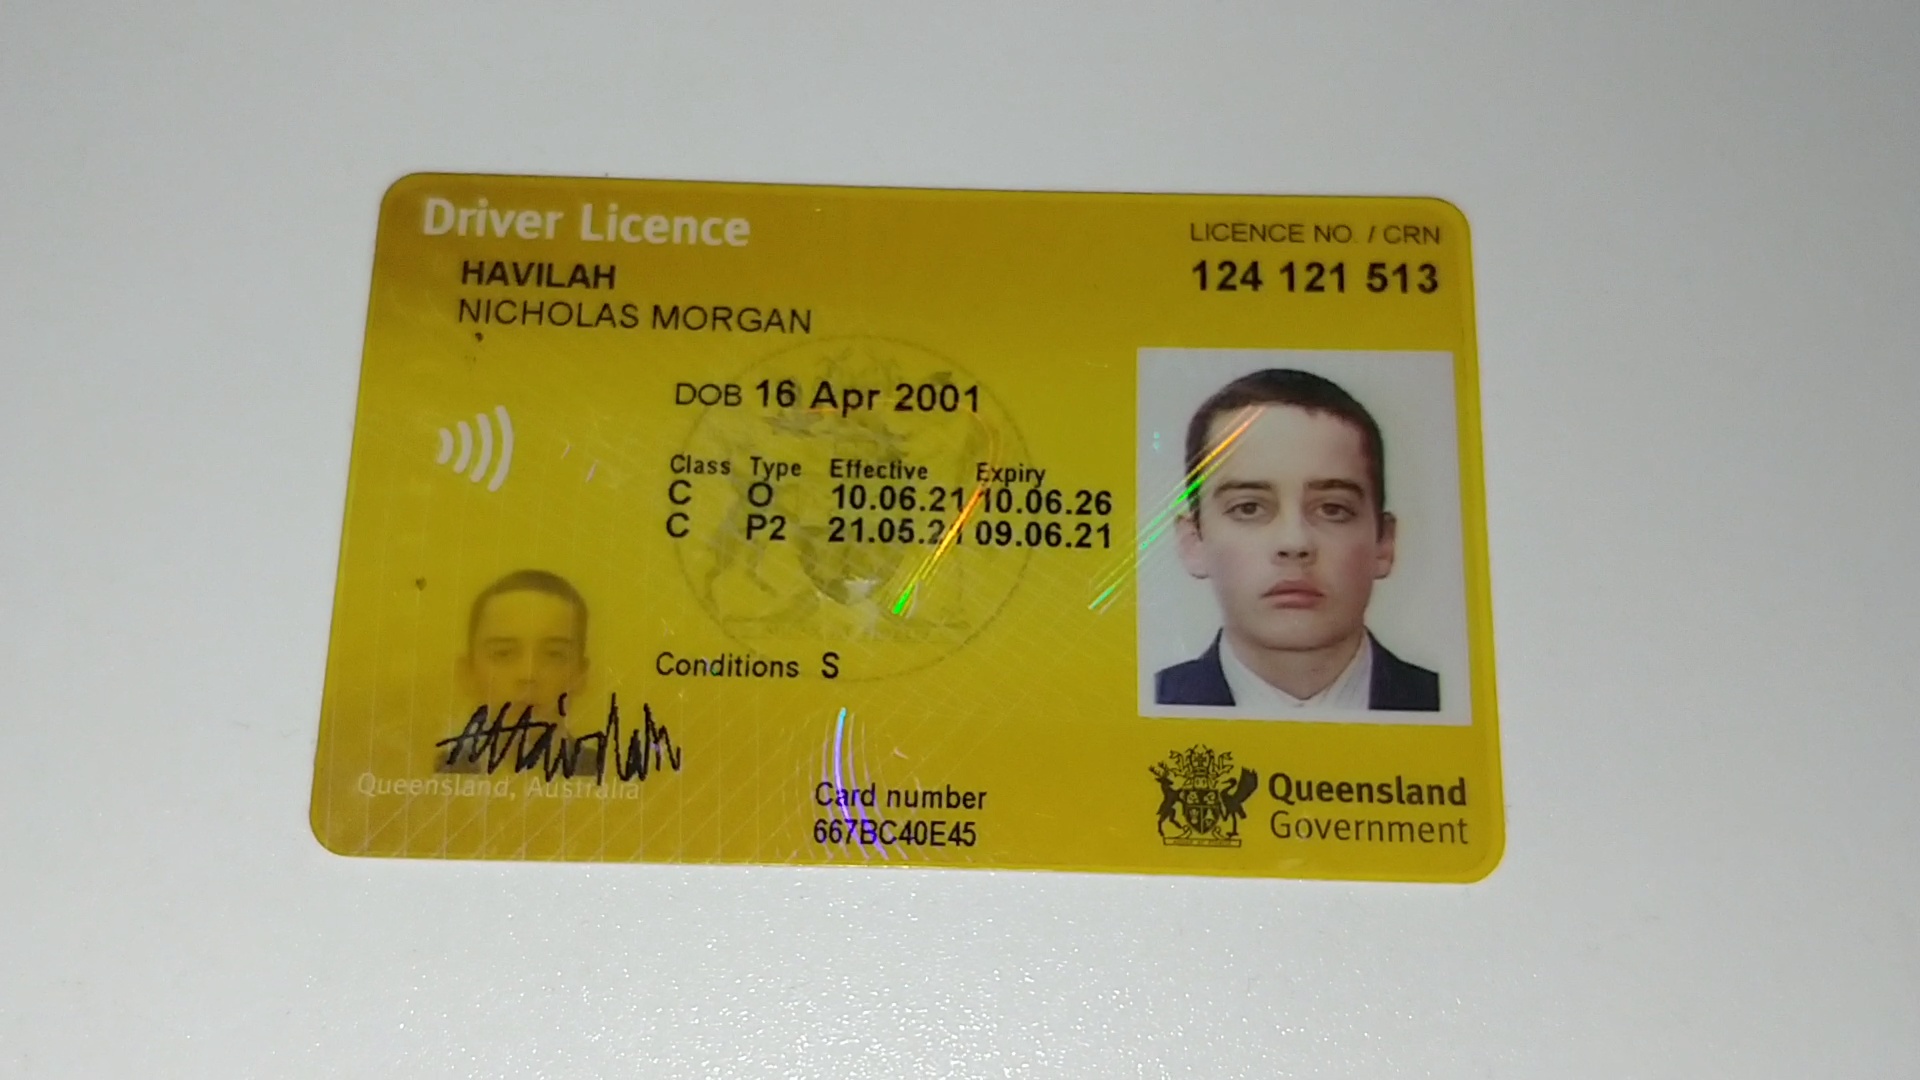 Driver Licence
LICENCE NO. / CRN
HAVILAH
124 121 513
NICHOLAS MORGAN
DOB 16 Apr 2001
Class Type Effective Expiry
C O 10.06.21 10.06.26
C P2 21.05.21 09.06.21
Conditions S
Queensland, Australia
Card number
667BC40E45
Queensland
Government